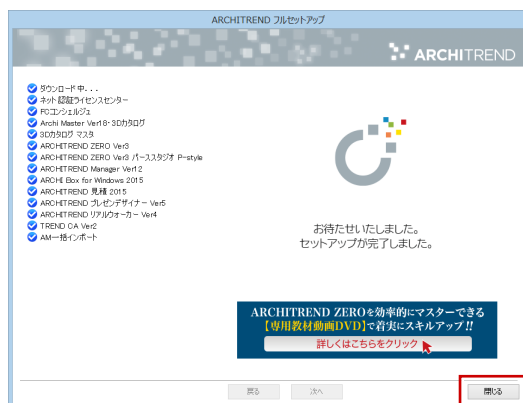 ARCHITREND フルセットアップ
ARCHITREND
ダウンロード中...
ネット認証ライセンスセンター
FCコンシェルジュ
Archi Master Ver18・3Dカタログ
3Dカタログ マスタ
ARCHITREND ZERO Ver3
ARCHITREND ZERO Ver3 パーススタジオ P-style
ARCHITREND Manager Ver12
ARCHI Box for Windows 2015
ARCHITREND 見積 2015
ARCHITREND プレゼンデザイナー Ver5
ARCHITREND リアルウォーカー Ver4
TREND CA Ver2
AM一括インポート
お待たせいたしました。
セットアップが完了しました。
ARCHITREND ZEROを効率的にマスターできる
【専用教材動画DVD】で着実にスキルアップ!!
詳しくはこちらをクリック
戻る
次へ
閉じる